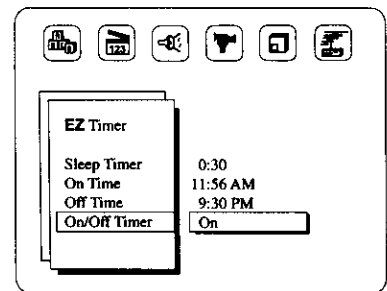 123
EZ Timer
Sleep Timer 0:30
On Time 11:56 AM
Off Time 9:30 PM
On/Off Timer On